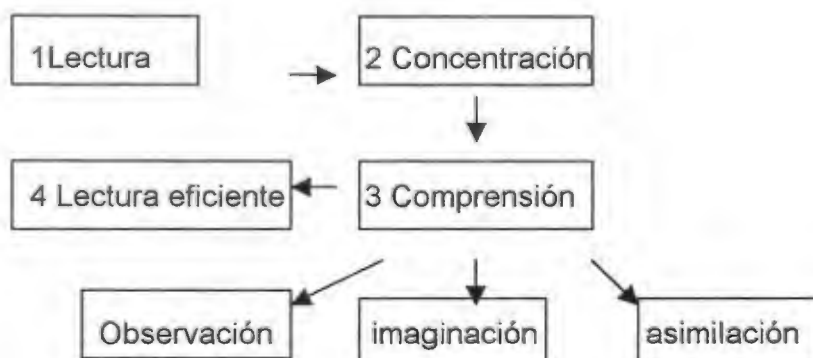 1Lectura
2 Concentración
4 Lectura eficiente
3 Comprensión
Observación
imaginación
asimilación